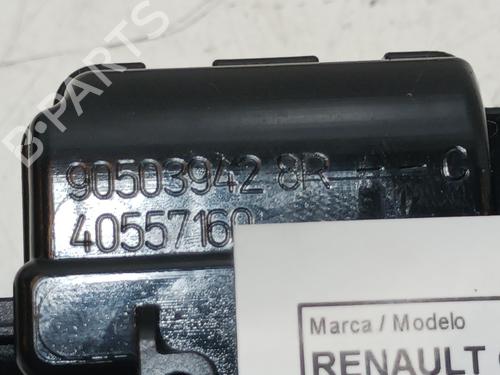 B-PARTS
90503942 8R A-C
40557160
Marca / Modelo
RENAULT